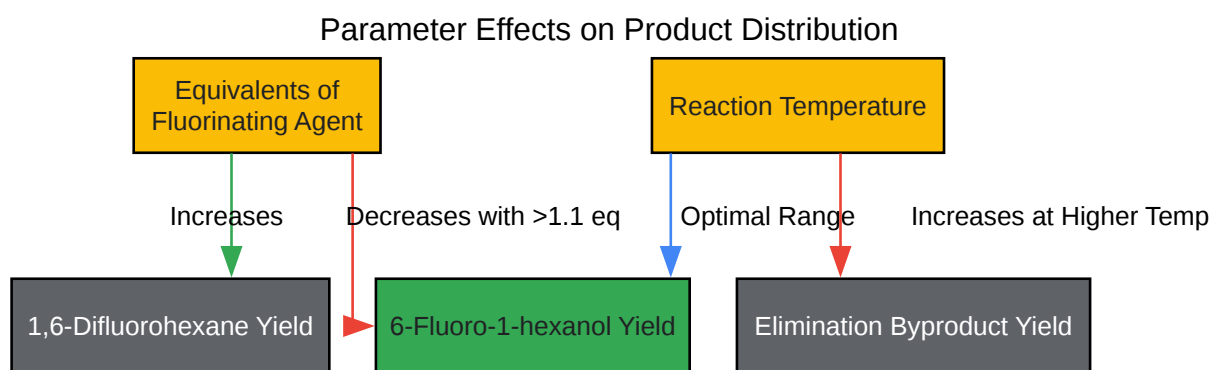 Parameter Effects on Product Distribution
Equivalents of
Fluorinating Agent
Reaction Temperature
Increases
Decreases with >1.1 eq
Optimal Range
Increases at Higher Temp
1,6-Difluorohexane Yield
6-Fluoro-1-hexanol Yield
Elimination Byproduct Yield